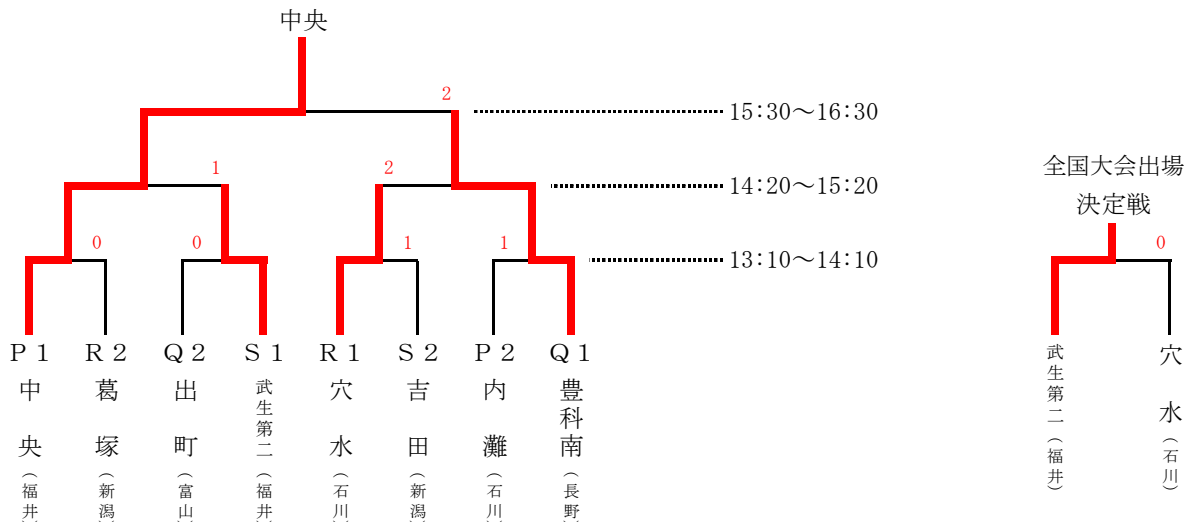 中央
2
15:30～16:30
1
2
14:20～15:20
全国大会出場
決定戦
0
0
1
1
13:10～14:10
0
P1
R2
Q2
S1
R1
S2
P2
Q1
中央(福井)
葛塚(新潟)
出町(富山)
武生第二(福井)
穴水(石川)
吉田(新潟)
内灘(石川)
豊科南(長野)
武生第二(福井)
穴水(石川)